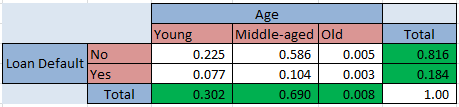 Age
Young Middle-aged Old Total
Loan Default No 0.225 0.586 0.005 0.816
Yes 0.077 0.104 0.003 0.184
Total 0.302 0.690 0.008 1.00